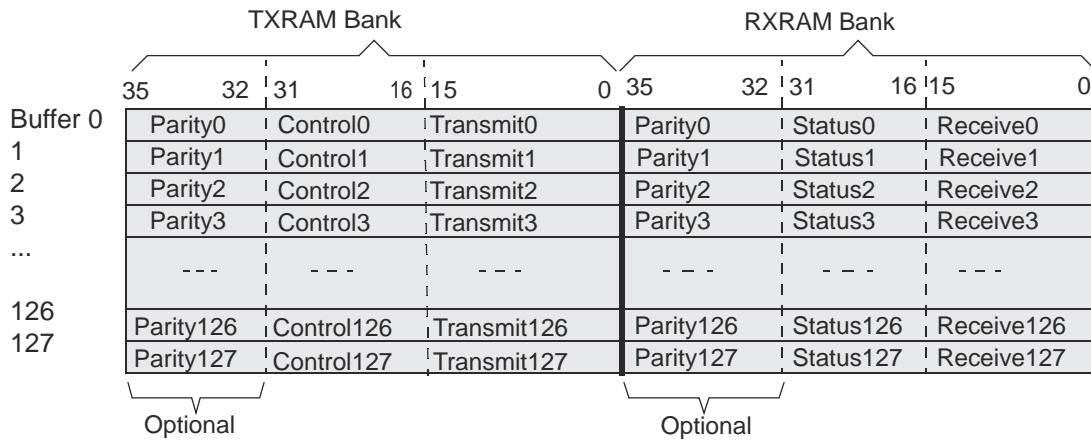 TXRAM Bank RXRAM Bank
35 32 31 16 15 0 35 32 31 16 15 0
Buffer 0 Parity0 Control0 Transmit0 Parity0 Status0 Receive0
1 Parity1 Control1 Transmit1 Parity1 Status1 Receive1
2 Parity2 Control2 Transmit2 Parity2 Status2 Receive2
3 Parity3 Control3 Transmit3 Parity3 Status3 Receive3
...
- - - - - - - - - - - - - - - - - -
126 Parity126 Control126 Transmit126 Parity126 Status126 Receive126
127 Parity127 Control127 Transmit127 Parity127 Status127 Receive127
Optional Optional